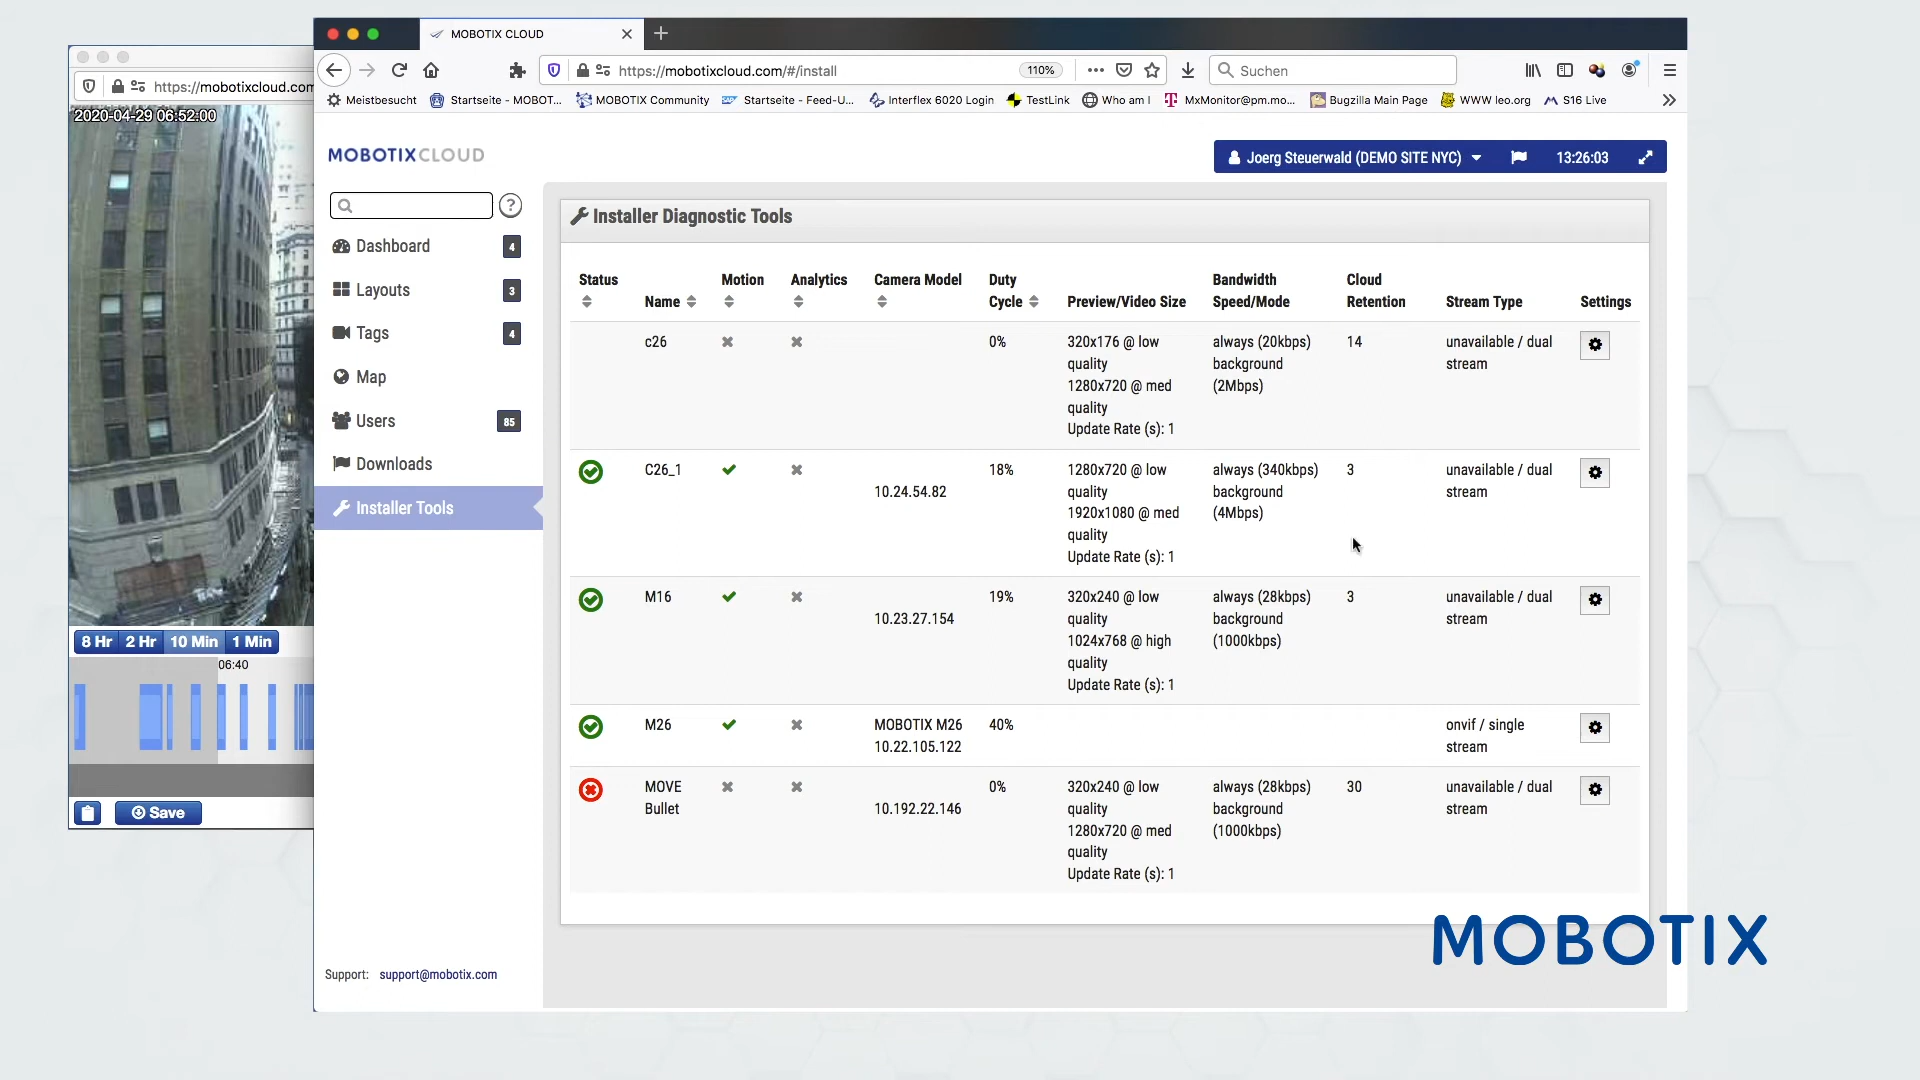 MOBOTIX CLOUD
https://mobotixcloud.com/#/install
110%
Suchen
Meistbesucht
Startseite - MOBOT...
MOBOTIX Community
Startseite - Feed-U...
Interflex 6020 Login
TestLink
Who am I
MxMonitor@pm.mo...
Bugzilla Main Page
WWW leo.org
S16 Live
https://mobotixcloud.com
2020-04-29 06:52:00
8 Hr
2 Hr
10 Min
1 Min
06:40
Save
MOBOTIXCLOUD
Joerg Steuerwald (DEMO SITE NYC)
13:26:03
?
Dashboard 4
Layouts 3
Tags 4
Map
Users 85
Downloads
Installer Tools
Support: support@mobotix.com
Installer Diagnostic Tools
Status
Name
Motion
Analytics
Camera Model
Duty
Cycle
Preview/Video Size
Bandwidth
Speed/Mode
Cloud
Retention
Stream Type
Settings
c26
0%
320x176 @ low
quality
1280x720 @ med
quality
Update Rate (s): 1
always (20kbps)
background
(2Mbps)
14
unavailable / dual
stream
C26_1
10.24.54.82
18%
1280x720 @ low
quality
1920x1080 @ med
quality
Update Rate (s): 1
always (340kbps)
background
(4Mbps)
3
unavailable / dual
stream
M16
10.23.27.154
19%
320x240 @ low
quality
1024x768 @ high
quality
Update Rate (s): 1
always (28kbps)
background
(1000kbps)
3
unavailable / dual
stream
M26
MOBOTIX M26
10.22.105.122
40%
onvif / single
stream
MOVE
Bullet
10.192.22.146
0%
320x240 @ low
quality
1280x720 @ med
quality
Update Rate (s): 1
always (28kbps)
background
(1000kbps)
30
unavailable / dual
stream
MOBOTIX